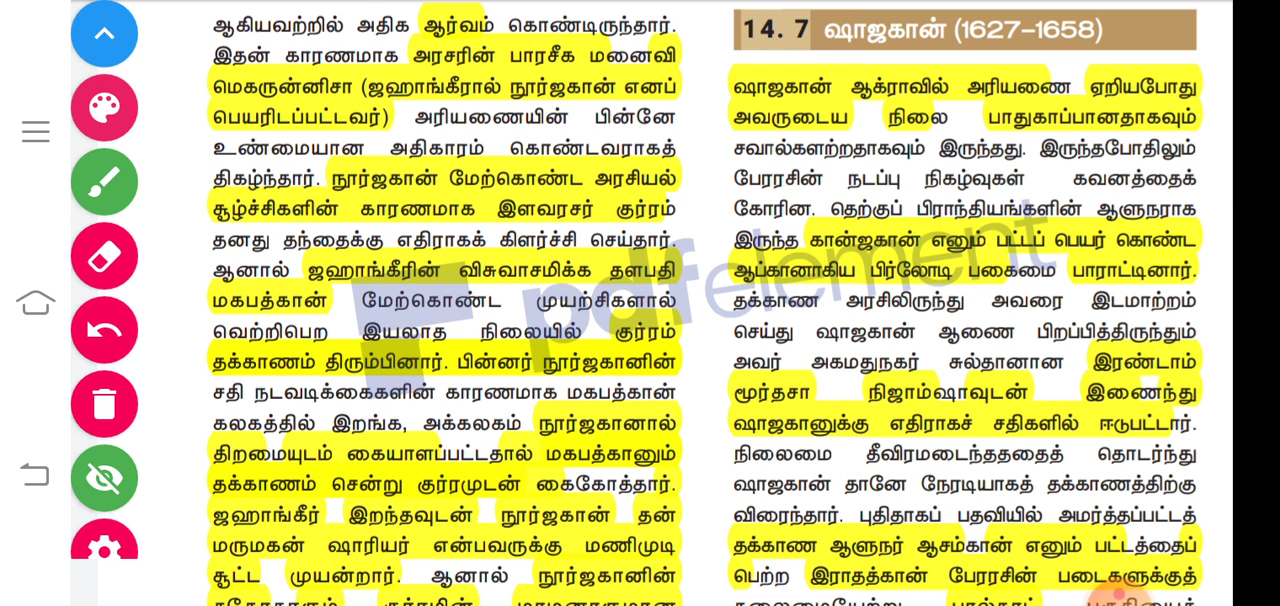 ஆகியவற்றில் அதிக ஆர்வம் கொண்டிருந்தார்.
இதன் காரணமாக அரசரின் பாரசீக மனைவி
மெகருன்னிசா (ஜஹாங்கீரால் நூர்ஜகான் எனப்
பெயரிடப்பட்டவர்) அரியணையின் பின்னே
உண்மையான அதிகாரம் கொண்டவராகத்
திகழ்ந்தார். நூர்ஜகான் மேற்கொண்ட அரசியல்
சூழ்ச்சிகளின் காரணமாக இளவரசர் குர்ரம்
தனது தந்தைக்கு எதிராகக் கிளர்ச்சி செய்தார்.
ஆனால் ஜஹாங்கீரின் விசுவாசமிக்க தளபதி
மகபத்கான் மேற்கொண்ட முயற்சிகளால்
வெற்றிபெற இயலாத நிலையில் குர்ரம்
தக்காணம் திரும்பினார். பின்னர் நூர்ஜகானின்
சதி நடவடிக்கைகளின் காரணமாக மகபத்கான்
கலகத்தில் இறங்க, அக்கலகம் நூர்ஜகானால்
திறமையுடம் கையாளப்பட்டதால் மகபத்கானும்
தக்காணம் சென்று குர்ரமுடன் கைகோத்தார்.
ஜஹாங்கீர் இறந்தவுடன் நூர்ஜகான் தன்
மருமகன் ஷாரியர் என்பவருக்கு மணிமுடி
சூட்ட முயன்றார். ஆனால் நூர்ஜகானின்
14. 7 ஷாஜகான் (1627–1658)
ஷாஜகான் ஆக்ராவில் அரியணை ஏறியபோது
அவருடைய நிலை பாதுகாப்பானதாகவும்
சவால்களற்றதாகவும் இருந்தது. இருந்தபோதிலும்
பேரரசின் நடப்பு நிகழ்வுகள் கவனத்தைக்
கோரின. தெற்குப் பிராந்தியங்களின் ஆளுநராக
இருந்த கான்ஜகான் எனும் பட்டப் பெயர் கொண்ட
ஆப்கானாகிய பிர்லோடி பகைமை பாராட்டினார்.
தக்காண அரசிலிருந்து அவரை இடமாற்றம்
செய்து ஷாஜகான் ஆணை பிறப்பித்திருந்தும்
அவர் அகமதுநகர் சுல்தானான இரண்டாம்
மூர்தசா நிஜாம்ஷாவுடன் இணைந்து
ஷாஜகானுக்கு எதிராகச் சதிகளில் ஈடுபட்டார்.
நிலைமை தீவிரமடைந்தததைத் தொடர்ந்து
ஷாஜகான் தானே நேரடியாகத் தக்காணத்திற்கு
விரைந்தார். புதிதாகப் பதவியில் அமர்த்தப்பட்டத்
தக்காண ஆளுநர் ஆசம்கான் எனும் பட்டத்தைப்
பெற்ற இராதத்கான் பேரரசின் படைகளுக்குத்
pdfelement